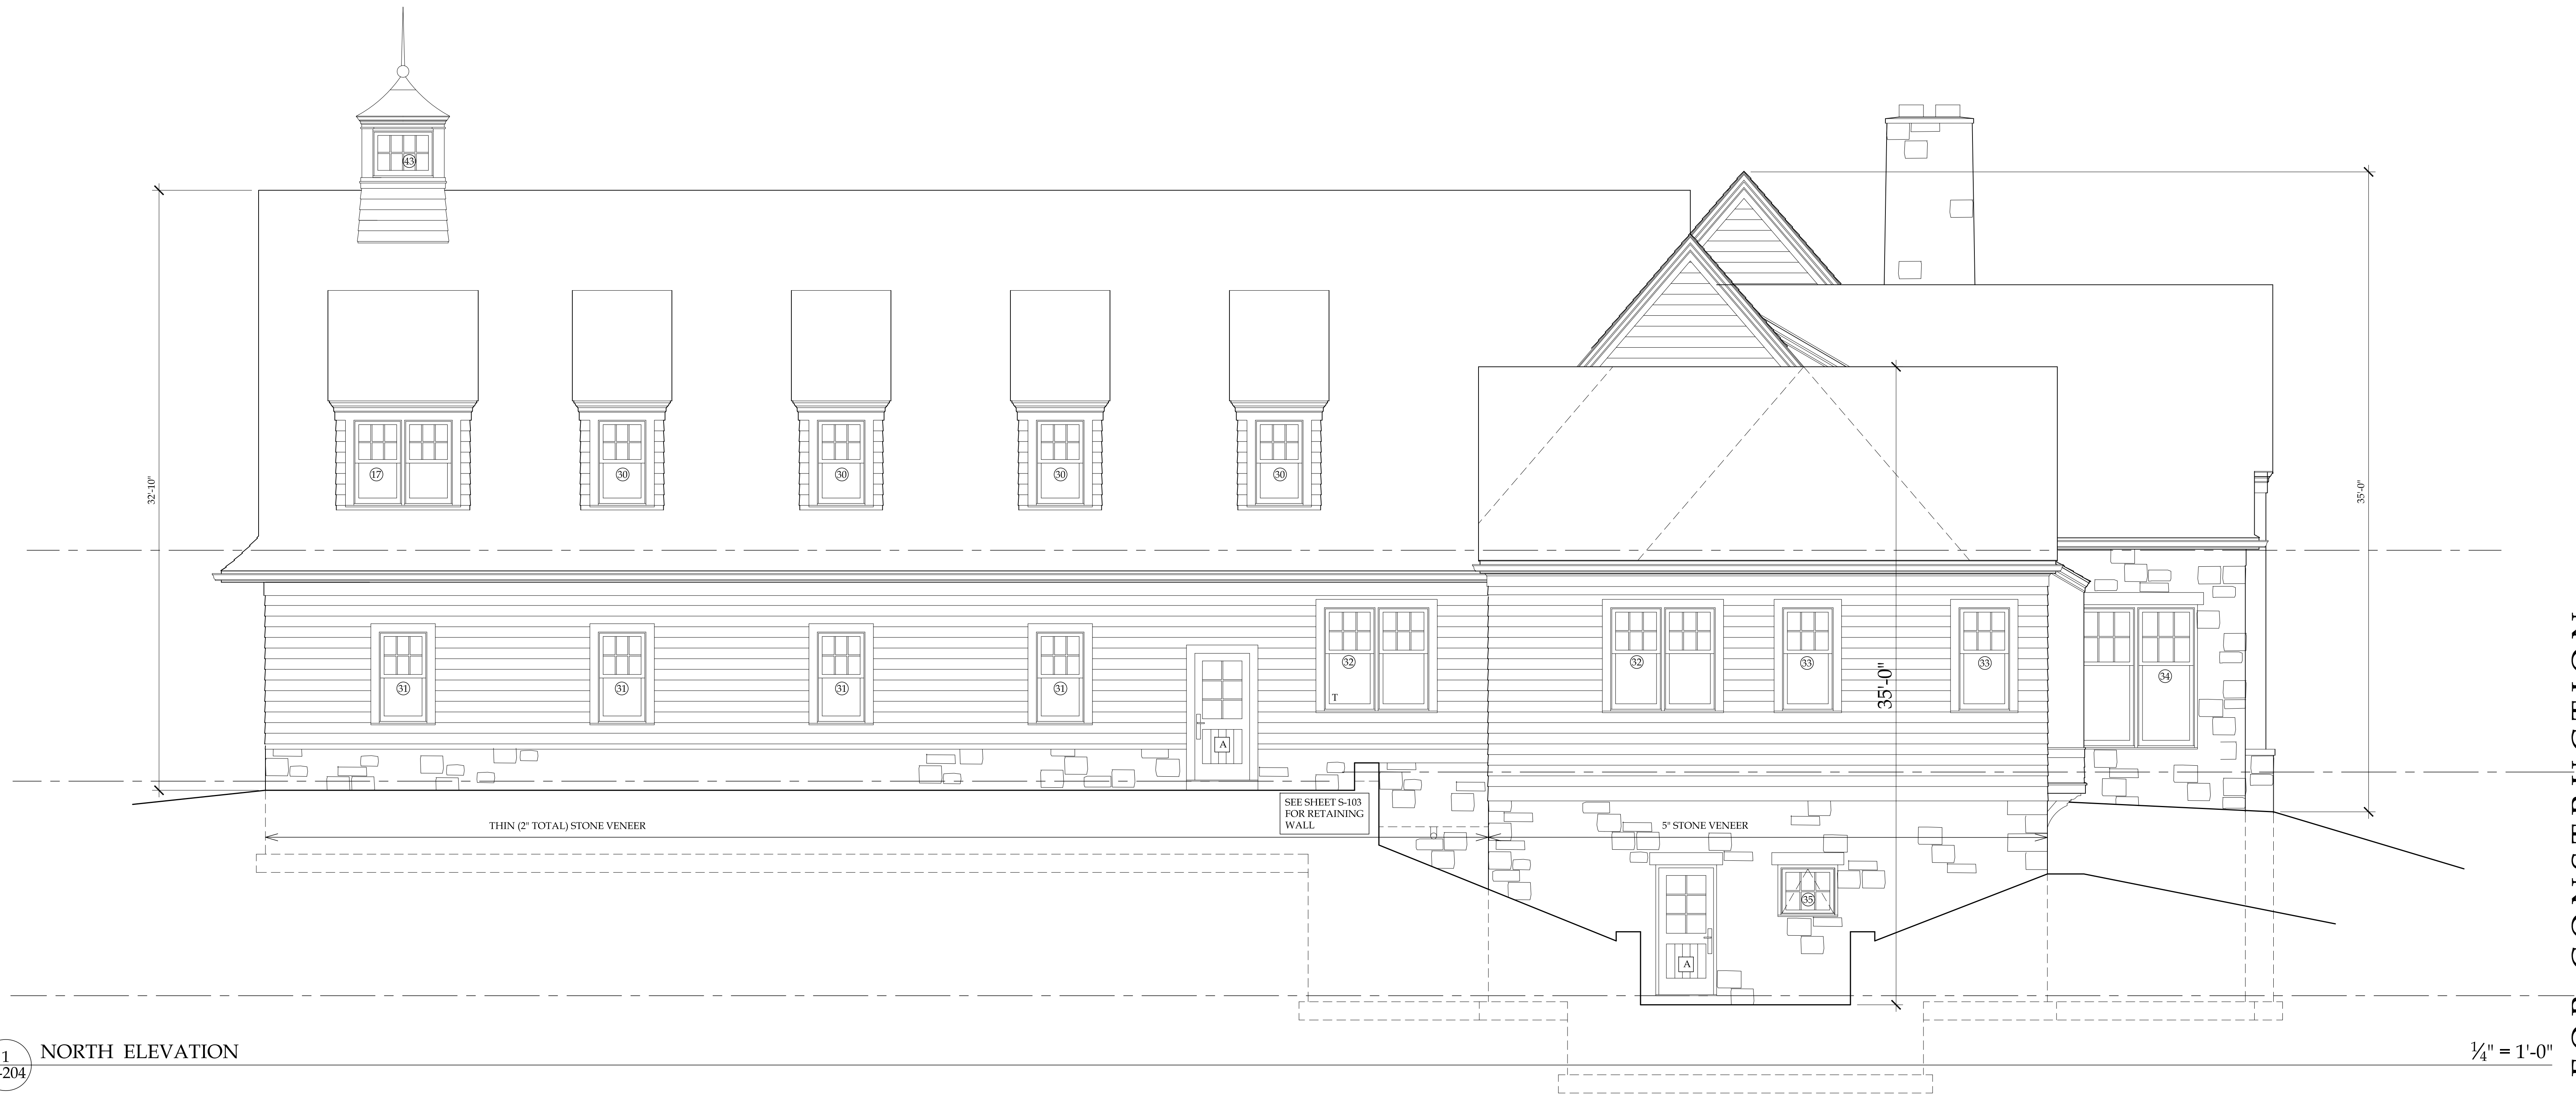 43
17
30
30
30
30
32'-10"
35'-0"
31
31
31
31
32
T
32
33
33
34
35'-0"
A
SEE SHEET S-103
FOR RETAINING
WALL
THIN (2" TOTAL) STONE VENEER
5" STONE VENEER
35
A
1
-204
NORTH ELEVATION
¼" = 1'-0"